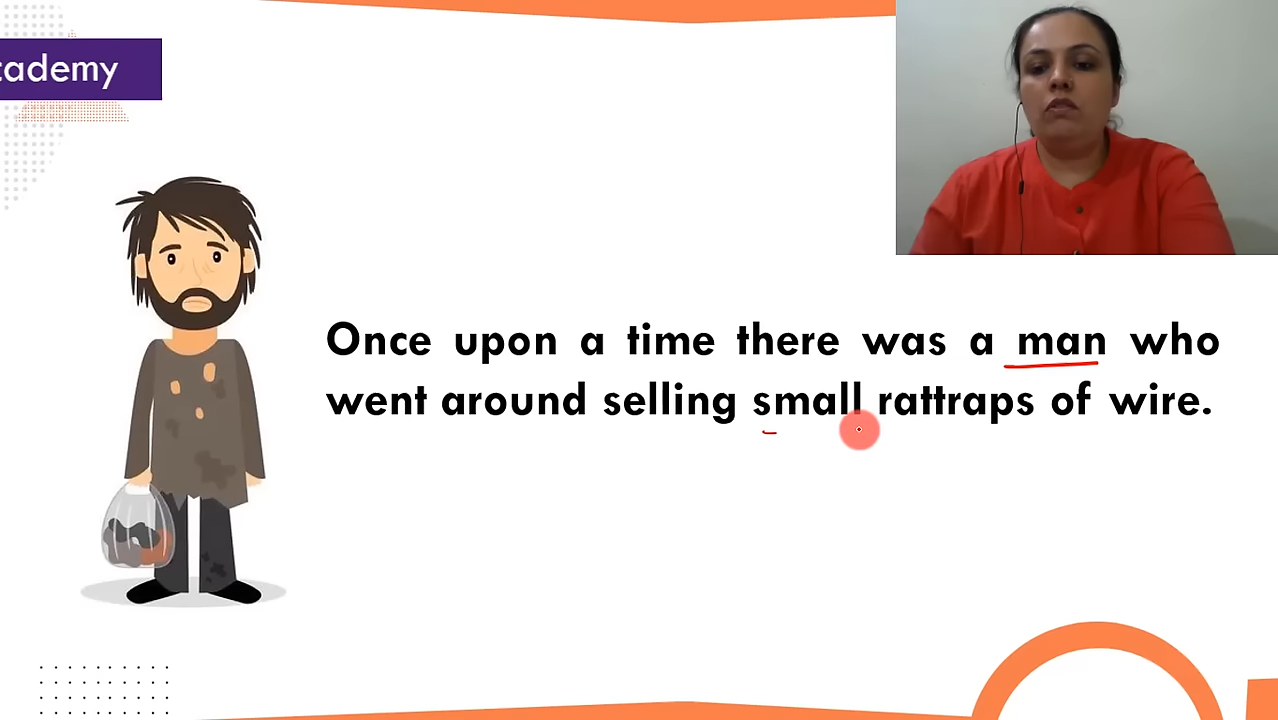 cademy
Once upon a time there was a man who
went around selling small rattraps of wire.